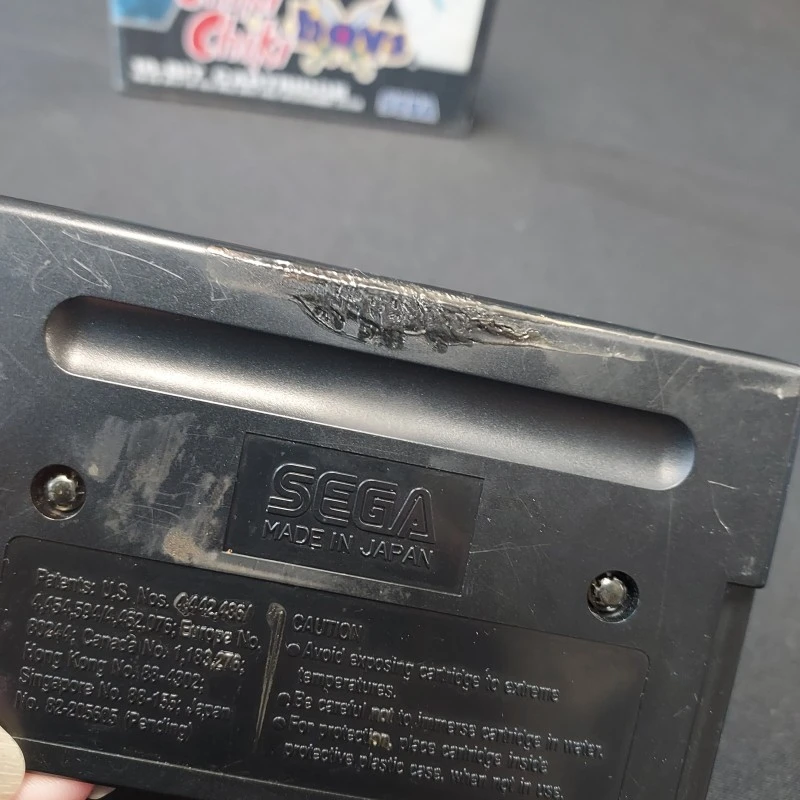 Chiki
boys
SEGA
SEGA
MADE IN JAPAN
Patents: U.S. Nos. 4,442,486/
4,454,594/4,462,076; Europe No.
80244; Canada No. 1,183,276;
Hong Kong No. 88-4302;
Singapore No. 88-155; Japan
No. 82-205605 (Pending)
CAUTION
Avoid exposing cartridge to extreme
temperatures.
Be careful not to immerse cartridge in water.
For protection, place cartridge inside
protective plastic case, when not in use.